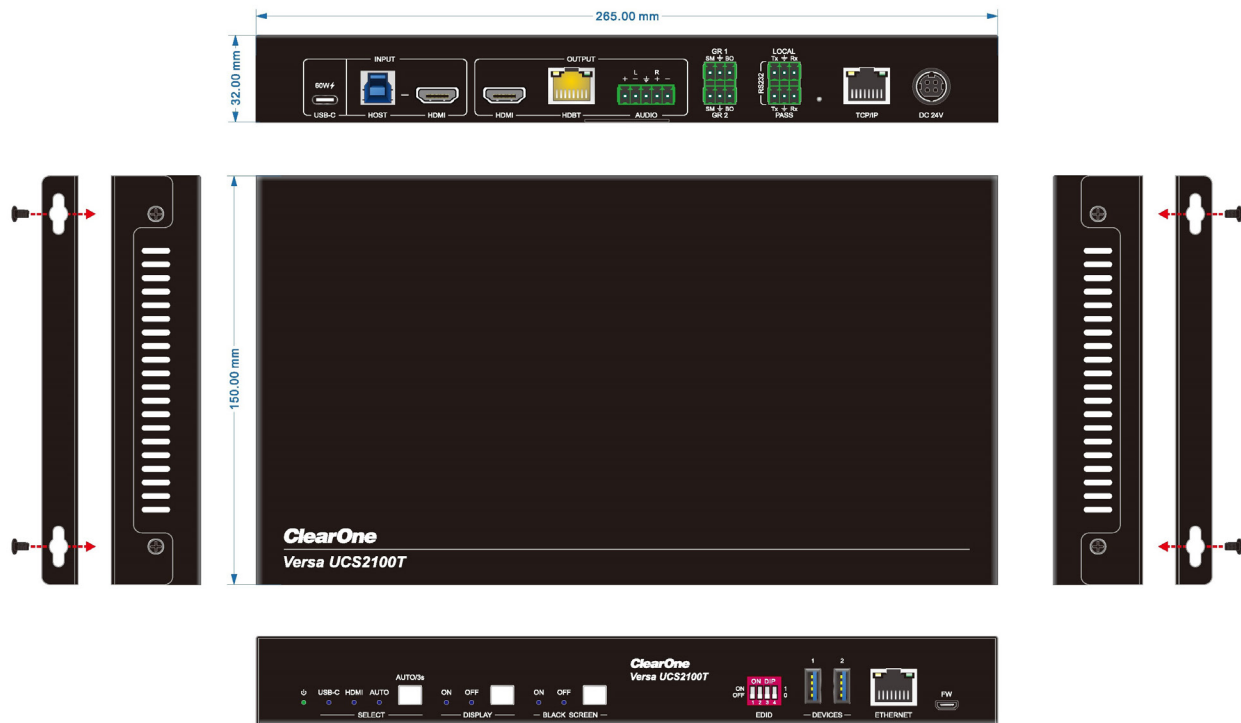 265.00 mm
32.00 mm
INPUT
OUTPUT
GR 1
LOCAL
SM BO
Tx Rx
L R
+ − + −
60W
RS232
USB-C
HOST
HDMI
HDMI
HDBT
AUDIO
SM BO
GR 2
Tx Rx
PASS
TCP/IP
DC 24V
150.00 mm
ClearOne
Versa UCS2100T
ClearOne
Versa UCS2100T
AUTO/3s
USB-C HDMI AUTO
SELECT
ON OFF
DISPLAY
ON OFF
BLACK SCREEN
ON DIP
ON
OFF
1
0
1 2 3 4
EDID
1 2
DEVICES
ETHERNET
FW